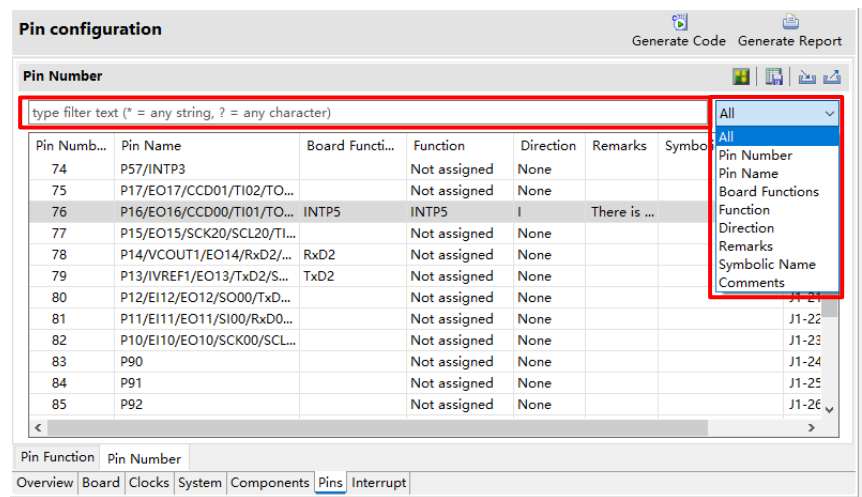 Pin configuration
Generate Code Generate Report
Pin Number
type filter text (* = any string, ? = any character) All
Pin Numb... Pin Name Board Functi... Function Direction Remarks
All
Pin Number
Pin Name
Board Functions
Function
Direction
Remarks
Symbolic Name
Comments
74 P57/INTP3 Not assigned None
75 P17/EO17/CCD01/TI02/TO... Not assigned None
76 P16/EO16/CCD00/TI01/TO... INTP5 INTP5 I There is ...
77 P15/EO15/SCK20/SCL20/TI... Not assigned None
78 P14/VCOUT1/EO14/RxD2/... RxD2 Not assigned None
79 P13/IVREF1/EO13/TxD2/S... TxD2 Not assigned None
80 P12/EI12/EO12/SO00/TxD... Not assigned None J1-21
81 P11/EI11/EO11/SI00/RxD0... Not assigned None J1-22
82 P10/EI10/EO10/SCK00/SCL... Not assigned None J1-23
83 P90 Not assigned None J1-24
84 P91 Not assigned None J1-25
85 P92 Not assigned None J1-26
Pin Function Pin Number
Overview Board Clocks System Components Pins Interrupt